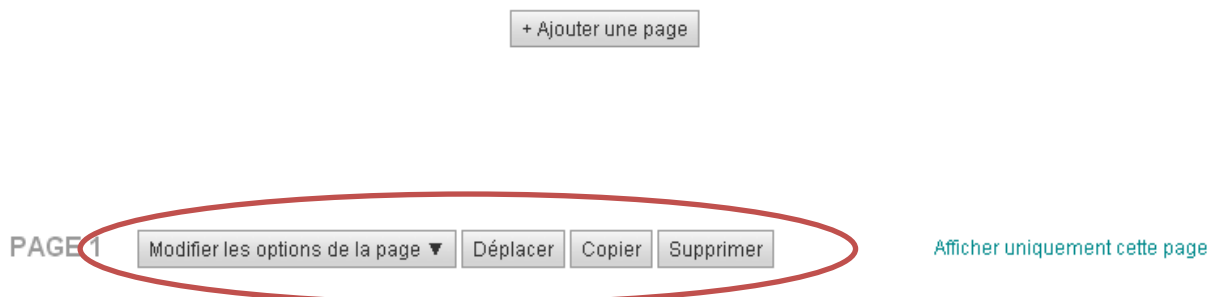 + Ajouter une page
PAGE 1 Modifier les options de la page ▼ Déplacer Copier Supprimer Afficher uniquement cette page